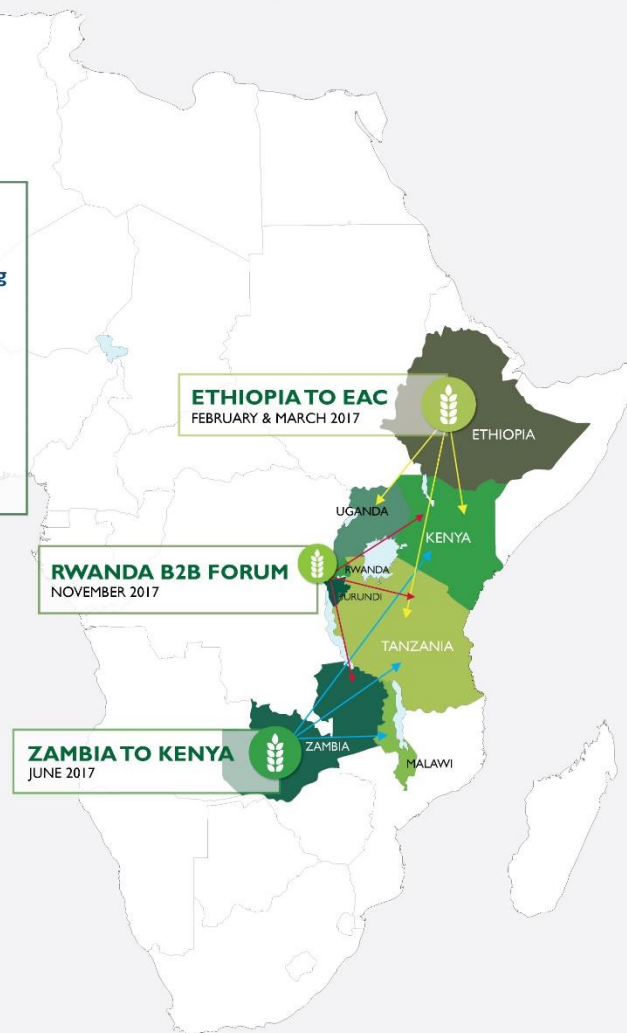 g
ETHIOPIA TO EAC
FEBRUARY & MARCH 2017
ETHIOPIA
UGANDA
KENYA
RWANDA B2B FORUM
NOVEMBER 2017
RWANDA
BURUNDI
TANZANIA
ZAMBIA TO KENYA
JUNE 2017
ZAMBIA
MALAWI